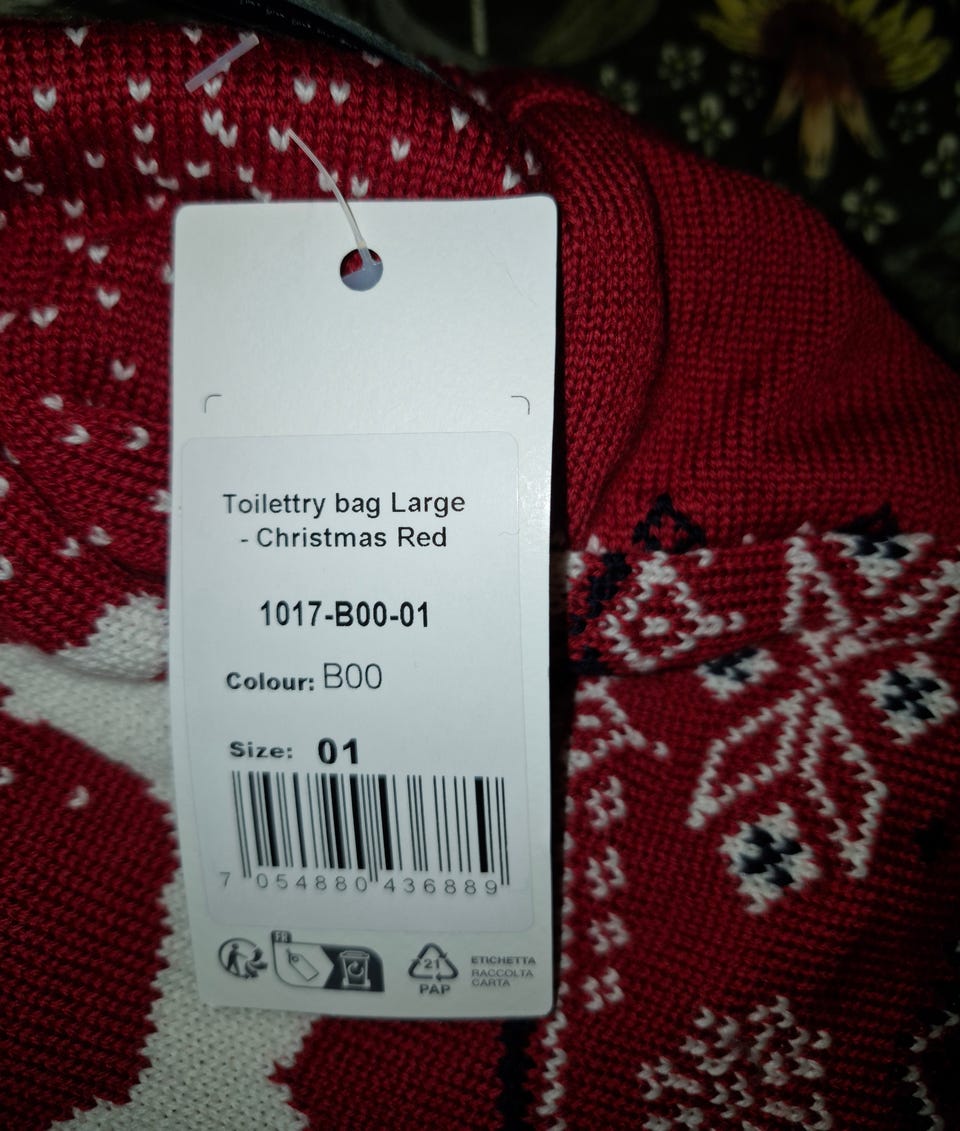 Toilettry bag Large
- Christmas Red
1017-B00-01
Colour: B00
Size: 01
7 054880 436889
FR
21
PAP
ETICHETTA
RACCOLTA
CARTA